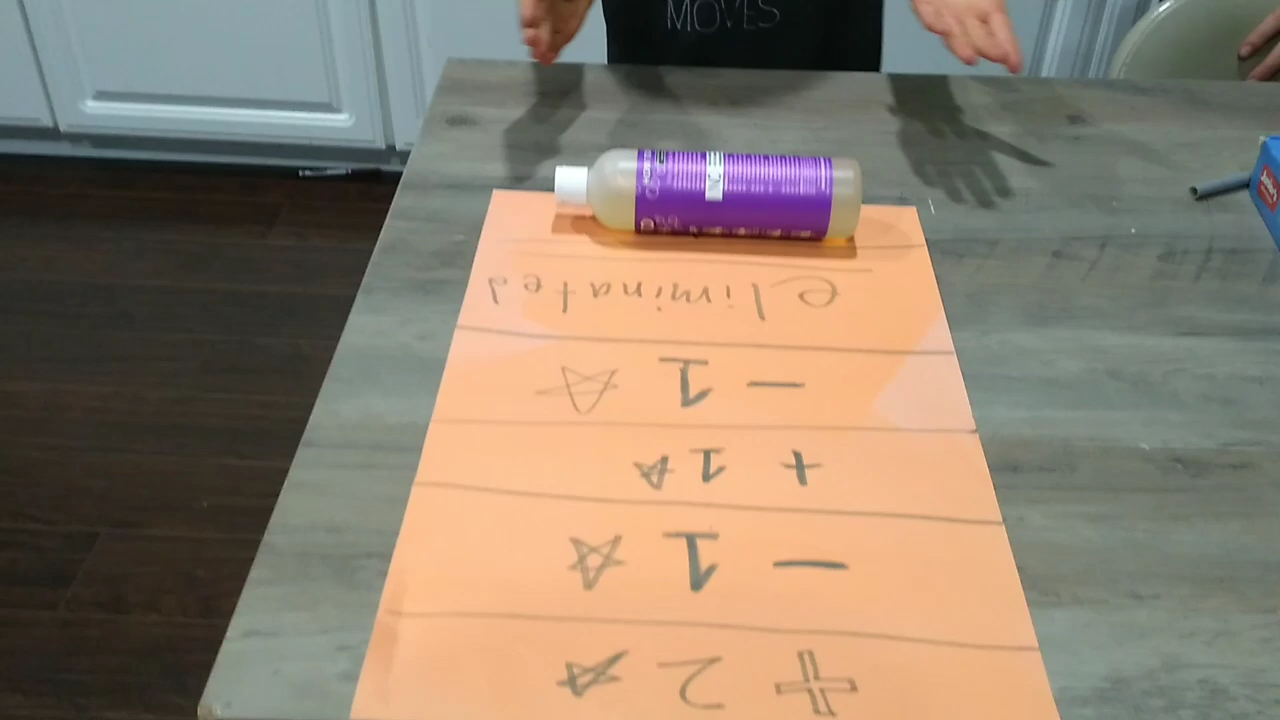 MOVES
eliminated
- 1 ☆
+ 1 ☆
- 1 ☆
+ 2 ☆